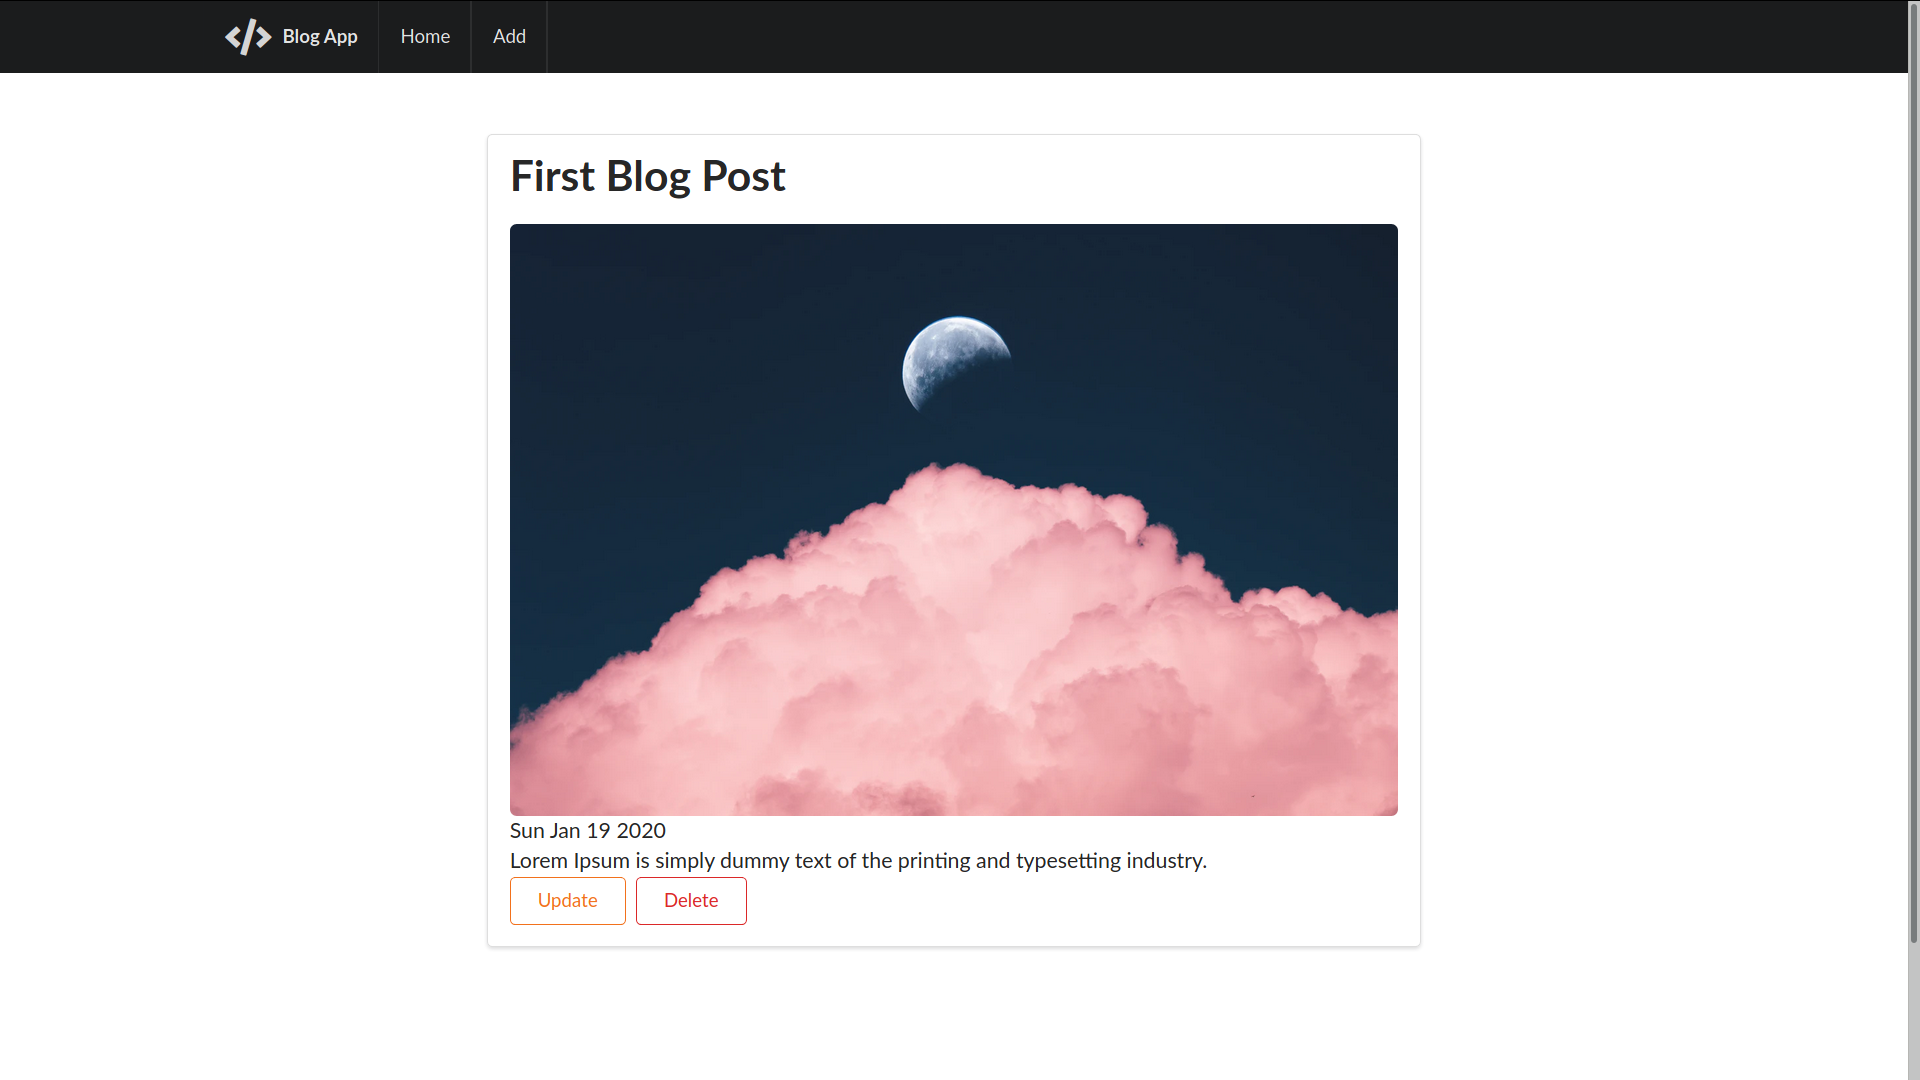 Blog App Home Add
First Blog Post
Sun Jan 19 2020
Lorem Ipsum is simply dummy text of the printing and typesetting industry.
Update Delete